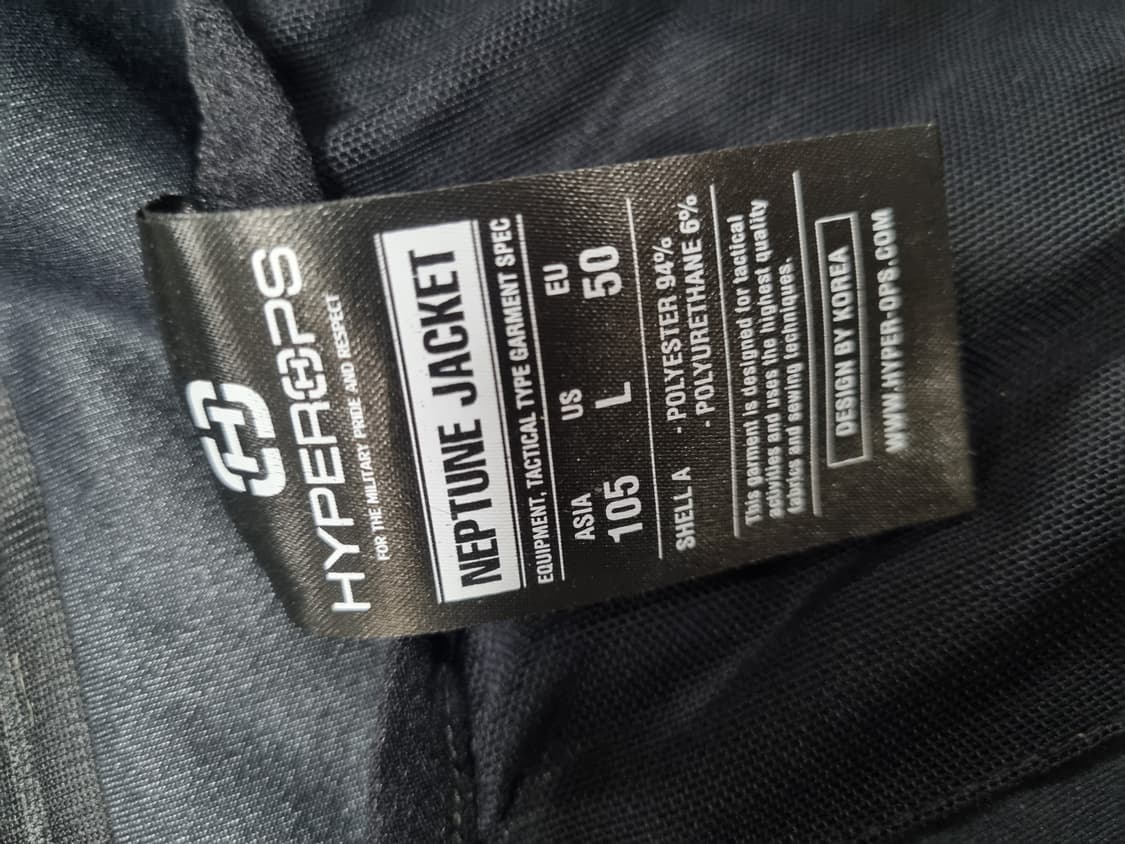 HYPEROPS
FOR THE MILITARY PRIDE AND RESPECT
NEPTUNE JACKET
EQUIPMENT, TACTICAL TYPE GARMENT SPEC
ASIA US EU
105 L 50
SHELL A - POLYESTER 94%
- POLYURETHANE 6%
This garment is designed for tactical
activities and uses the highest quality
fabrics and sewing techniques.
DESIGN BY KOREA
WWW.HYPER-OPS.COM